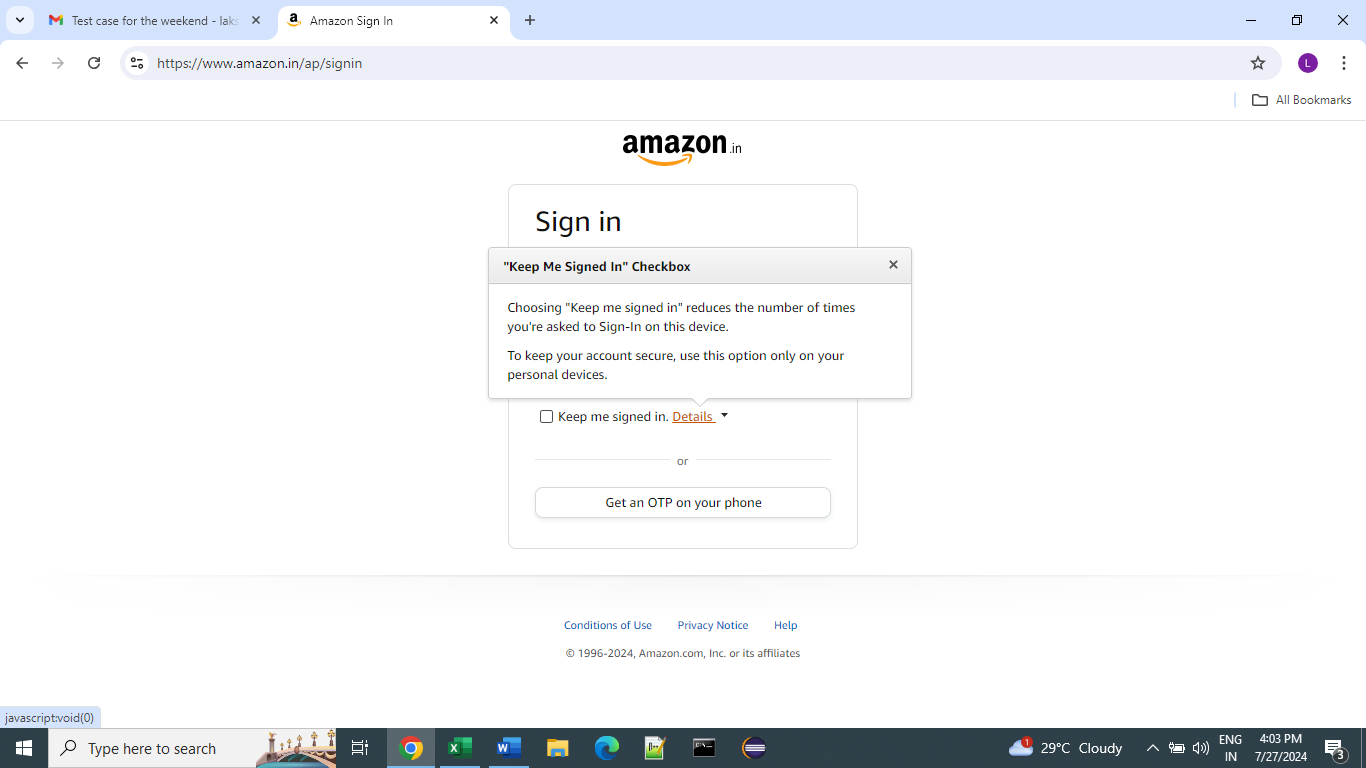 Test case for the weekend - laks
Amazon Sign In
https://www.amazon.in/ap/signin
L
All Bookmarks
amazon.in
Sign in
"Keep Me Signed In" Checkbox
Choosing "Keep me signed in" reduces the number of times
you're asked to Sign-In on this device.
To keep your account secure, use this option only on your
personal devices.
Keep me signed in. Details
or
Get an OTP on your phone
Conditions of Use Privacy Notice Help
© 1996-2024, Amazon.com, Inc. or its affiliates
javascript:void(0)
Type here to search
1
29°C Cloudy
ENG
IN
4:03 PM
7/27/2024
3